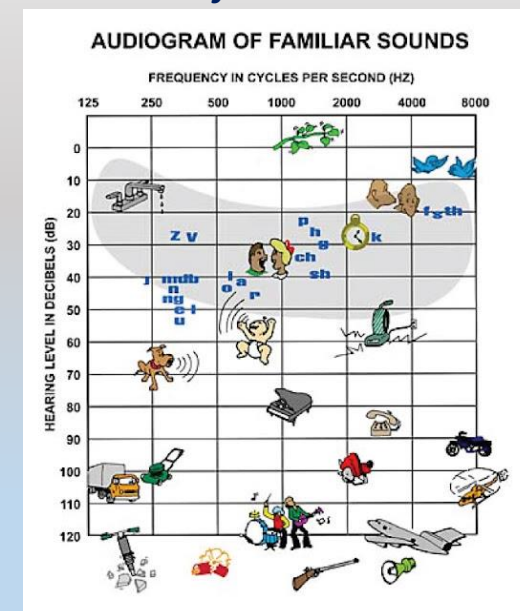 AUDIOGRAM OF FAMILIAR SOUNDS
FREQUENCY IN CYCLES PER SECOND (HZ)
125 250 500 1000 2000 4000 8000
HEARING LEVEL IN DECIBELS (dB)
0
10
20
30
40
50
60
70
80
90
100
110
120
z v
p
h
g
ch
sh
k
f s th
j mdb
n
ng
e l
u
i
a
o
r